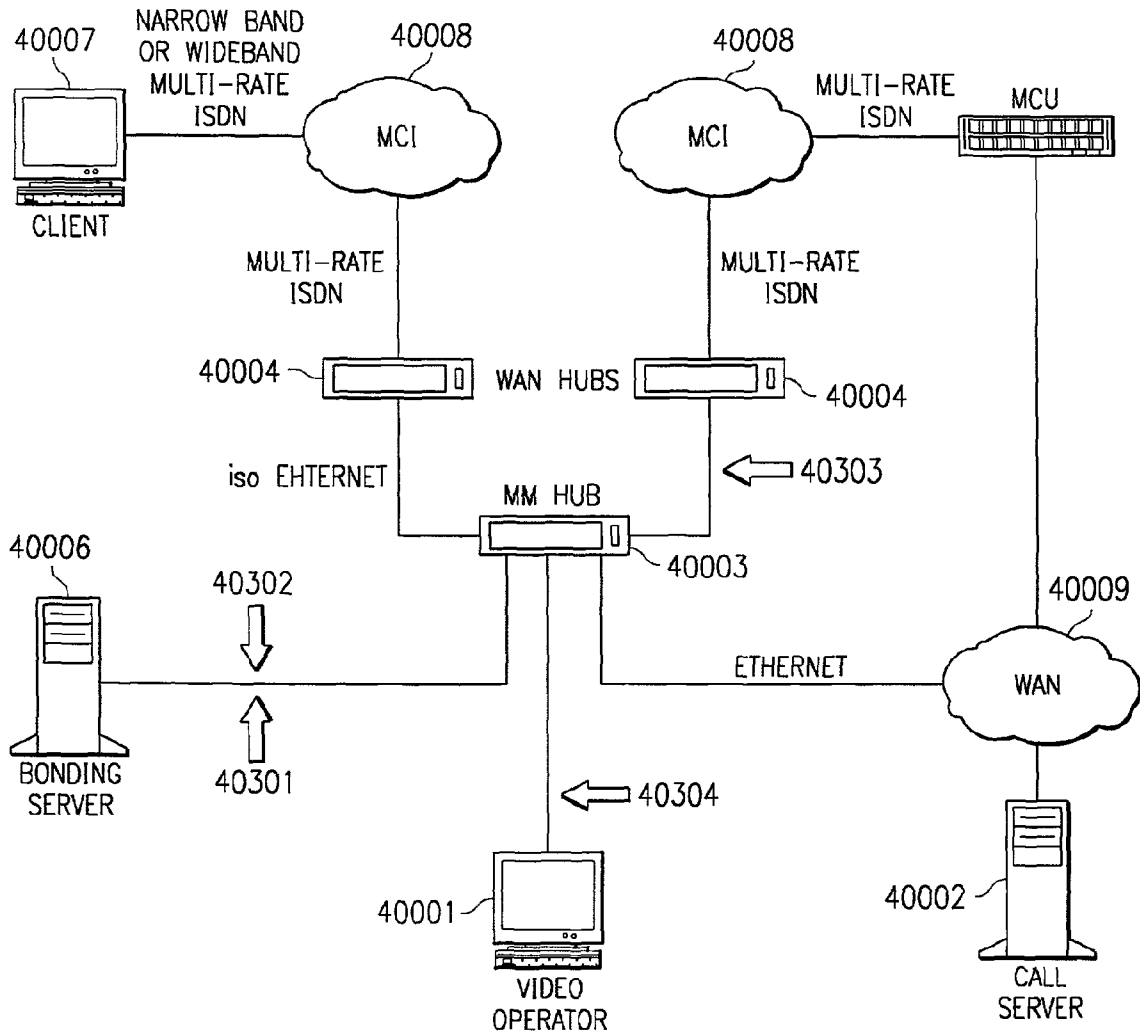 40007
NARROW BAND
OR WIDEBAND
MULTI-RATE
ISDN
40008
MCI
40008
MCI
MULTI-RATE
ISDN
MCU
CLIENT
MULTI-RATE
ISDN
MULTI-RATE
ISDN
40004
WAN HUBS
40004
iso EHTERNET
40303
MM HUB
40003
40006
40302
40009
ETHERNET
WAN
40301
BONDING
SERVER
40304
40001
40002
VIDEO
OPERATOR
CALL
SERVER